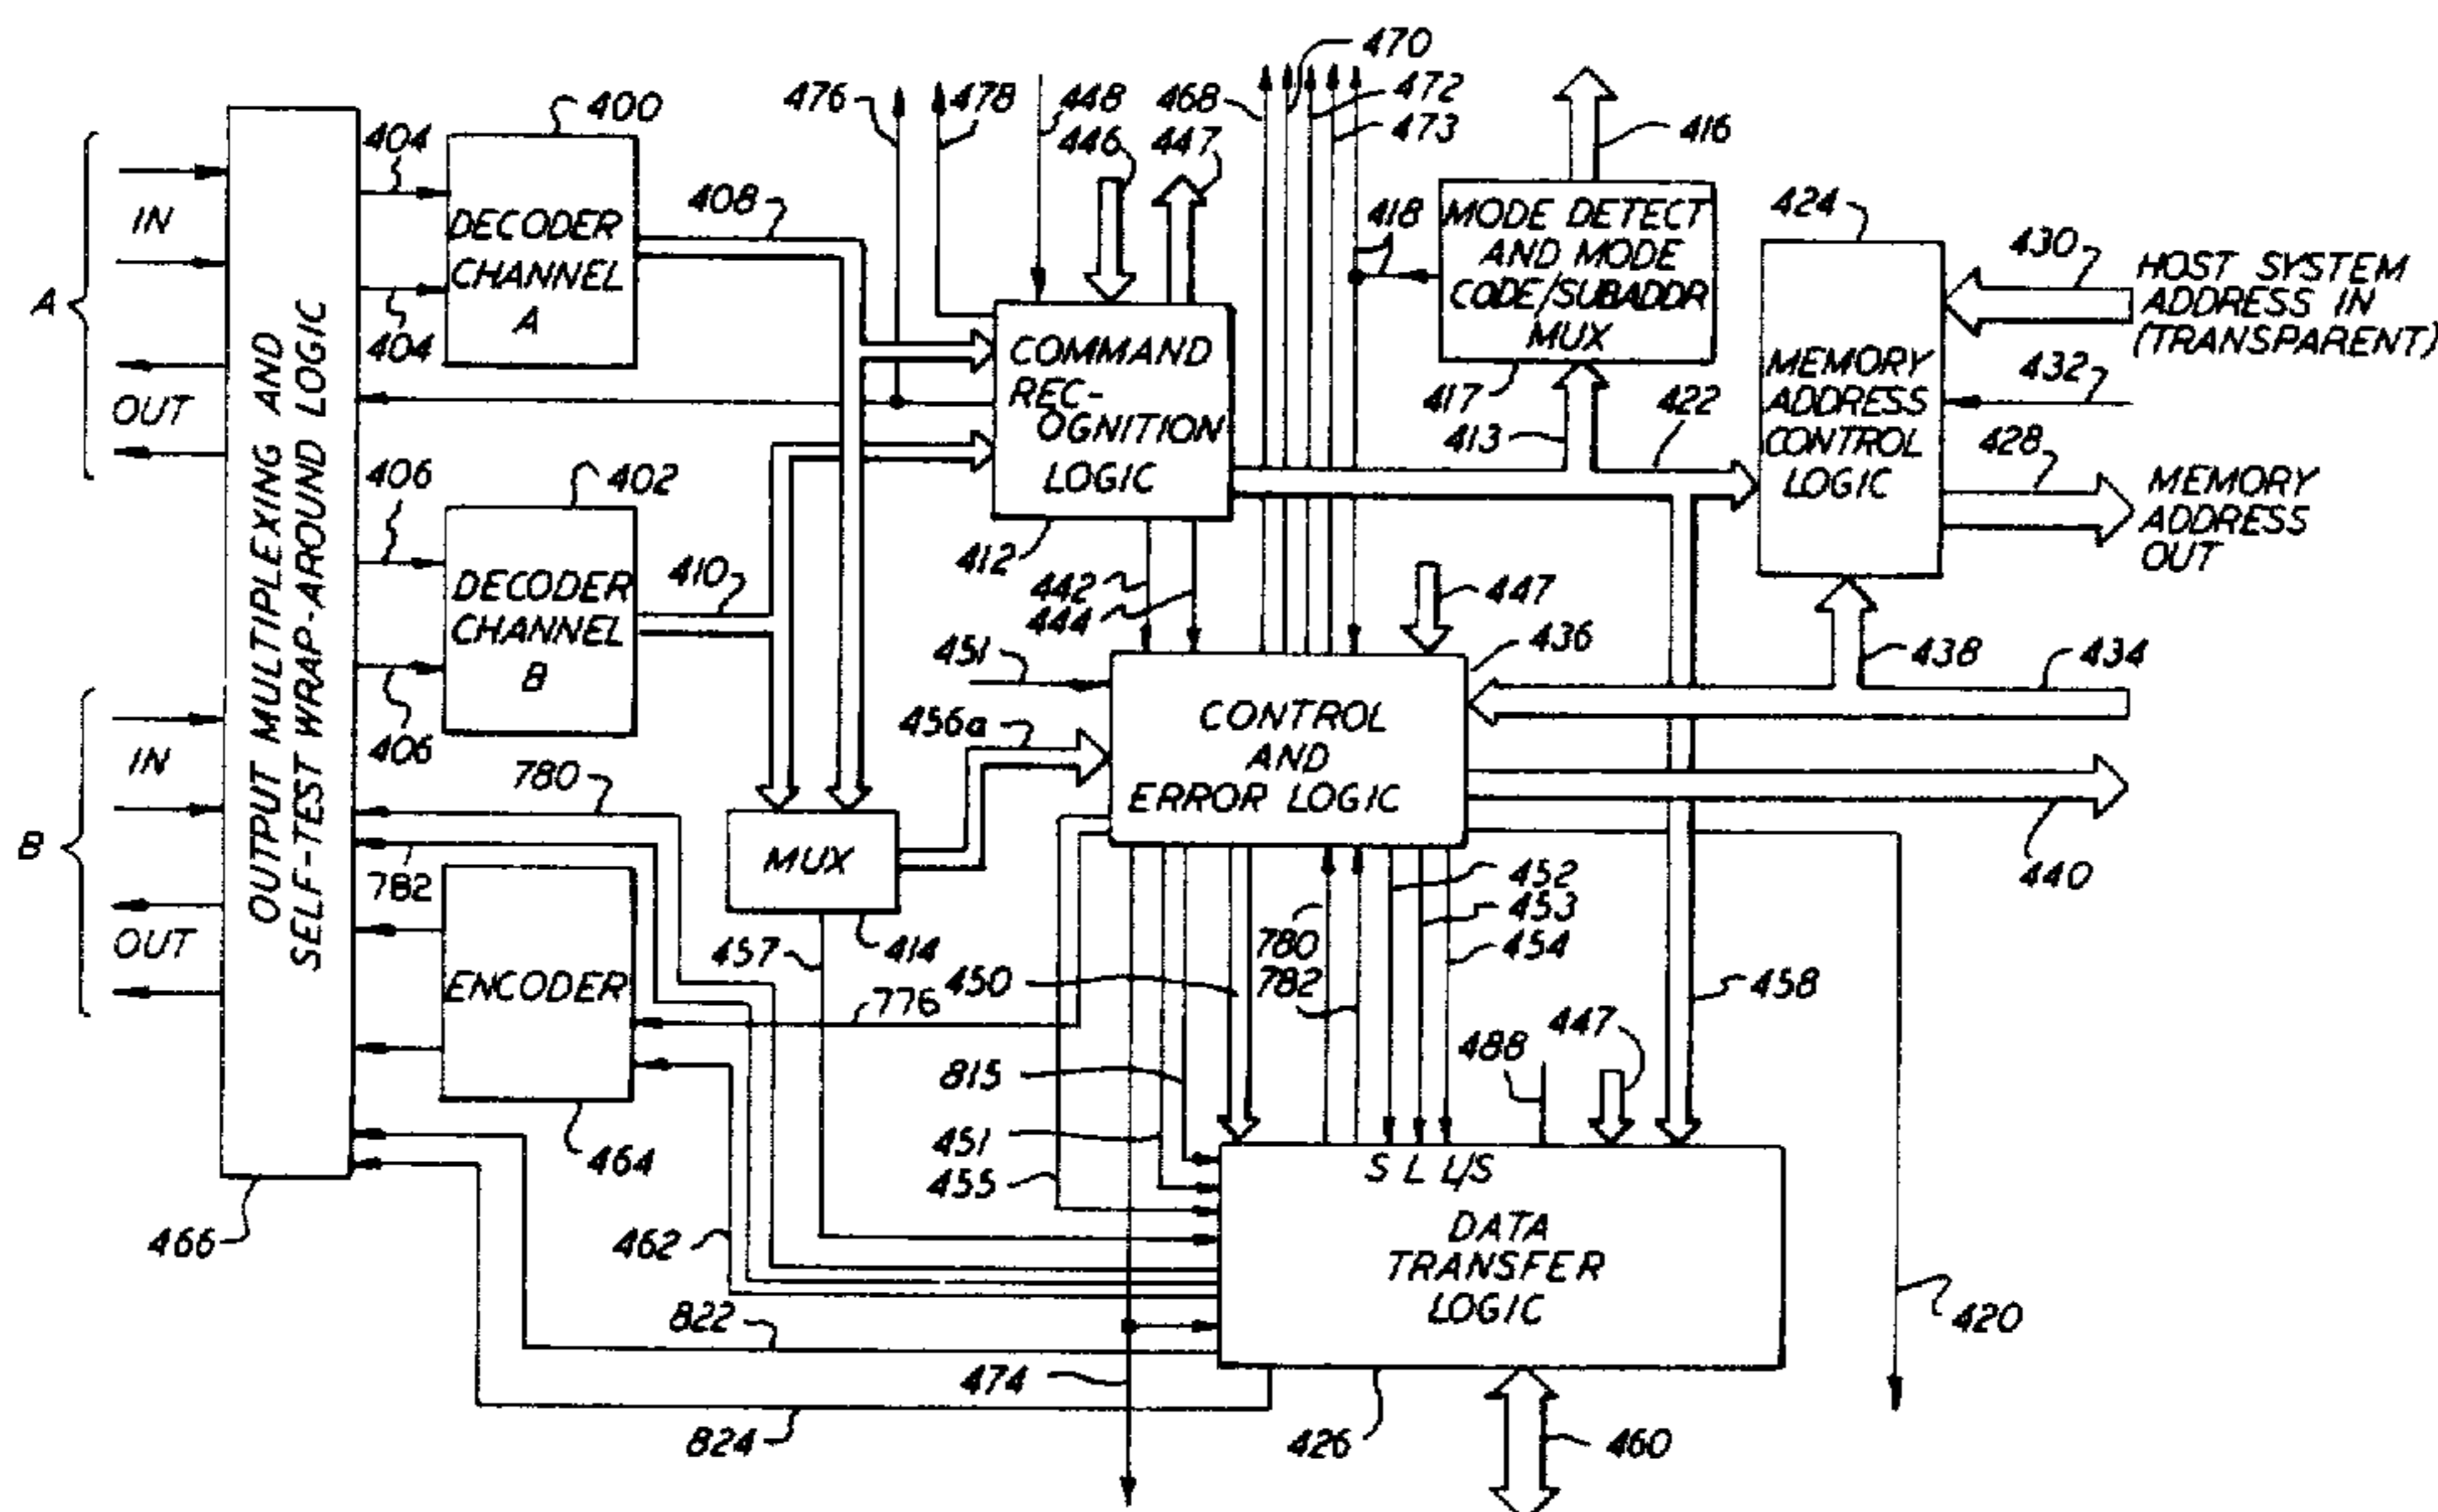 470
476
478
448
468
472
400
446
447
473
416
404
A
IN
OUT
404
OUTPUT MULTIPLEXING AND
SELF-TEST WRAP-AROUND LOGIC
DECODER
CHANNEL
A
408
418
MODE DETECT
AND MODE
CODE/SUBADDR
MUX
424
430
HOST SYSTEM
ADDRESS IN
(TRANSPARENT)
COMMAND
REC-
OGNITION
LOGIC
417
413
422
MEMORY
ADDRESS
CONTROL
LOGIC
432
428
MEMORY
ADDRESS
OUT
406
402
DECODER
CHANNEL
B
410
412
442
444
447
436
451
438
434
406
456a
CONTROL
AND
ERROR LOGIC
B
IN
OUT
780
782
MUX
452
453
454
440
ENCODER
457
414
450
780
782
458
776
488
447
815
451
455
464
466
462
S L L/S
DATA
TRANSFER
LOGIC
822
420
474
824
426
460